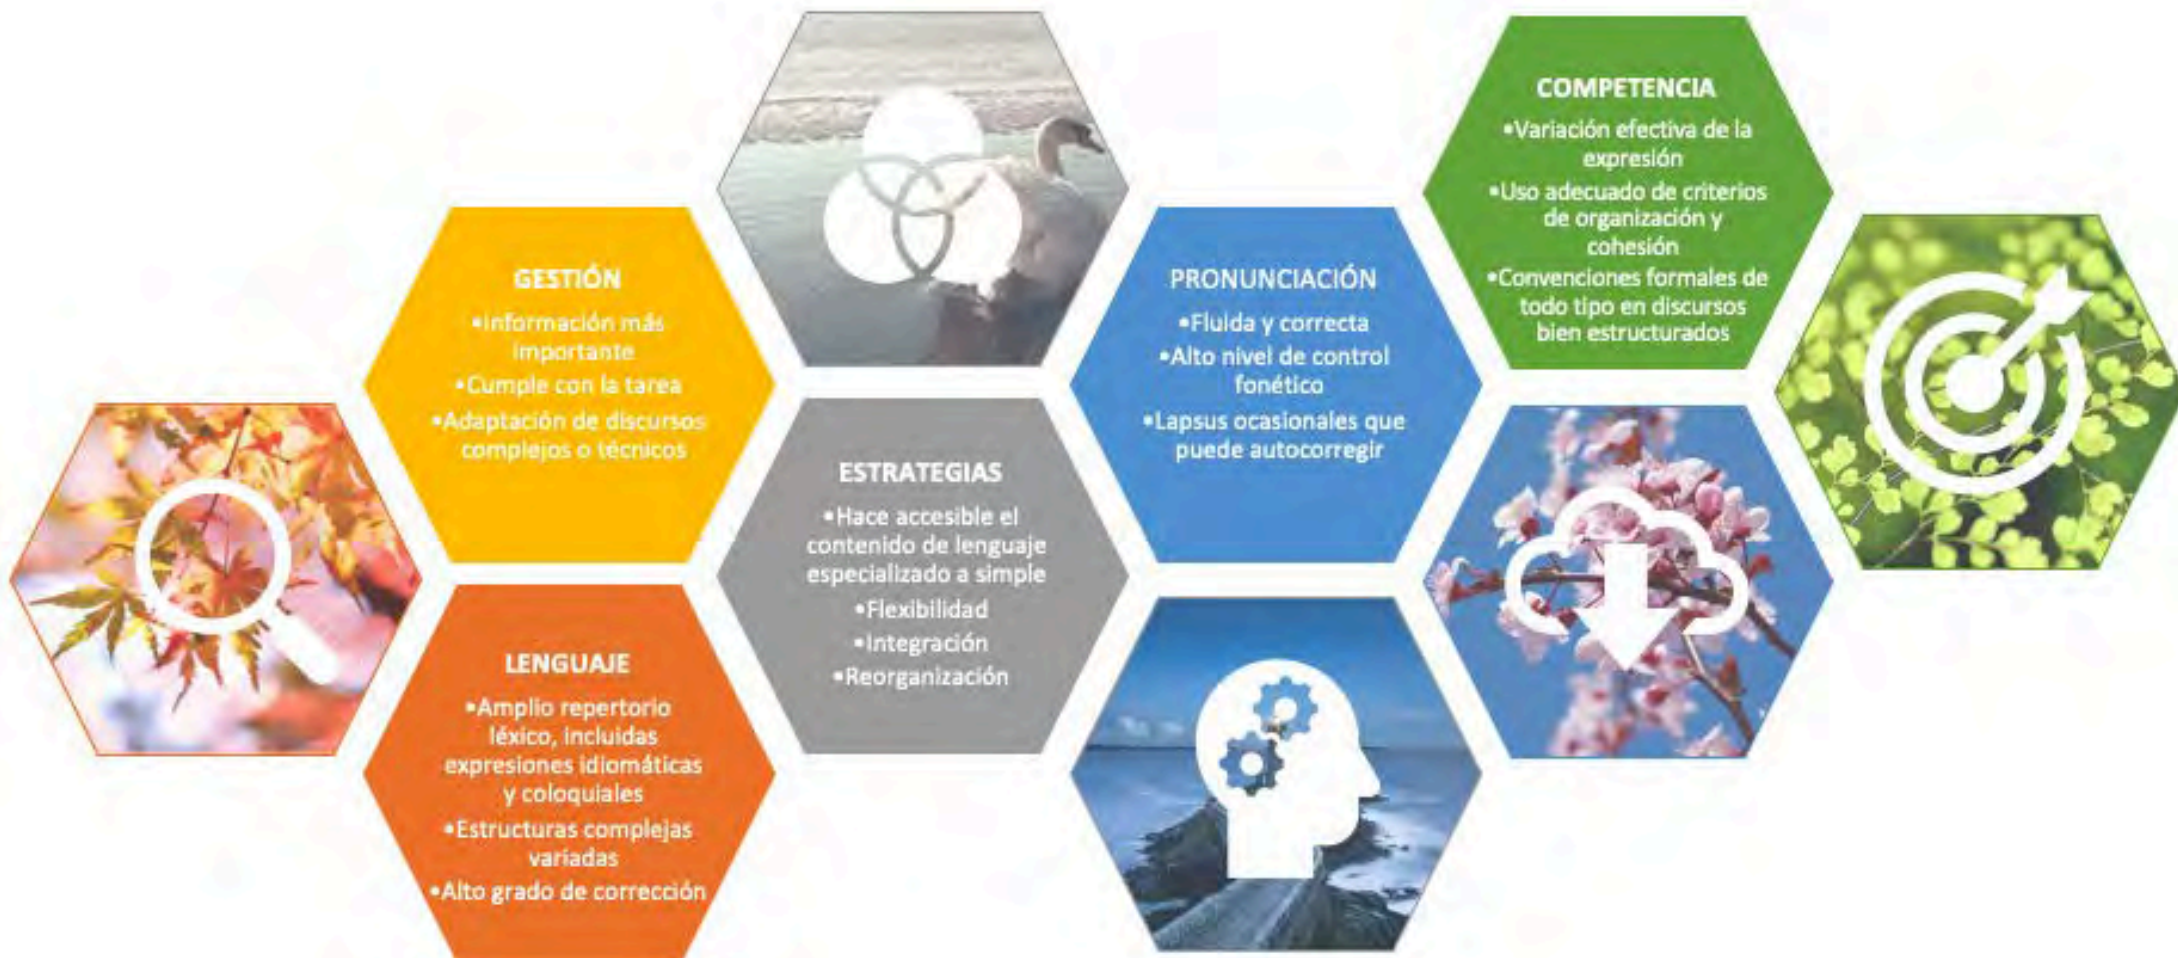 GESTIÓN
•Información más
importante
•Cumple con la tarea
•Adaptación de discursos
complejos o técnicos
LENGUAJE
•Amplio repertorio
léxico, incluidas
expresiones idiomáticas
y coloquiales
•Estructuras complejas
variadas
•Alto grado de corrección
ESTRATEGIAS
•Hace accesible el
contenido de lenguaje
especializado a simple
•Flexibilidad
•Integración
•Reorganización
PRONUNCIACIÓN
•Fluida y correcta
•Alto nivel de control
fonético
•Lapsus ocasionales que
puede autocorregir
COMPETENCIA
•Variación efectiva de la
expresión
•Uso adecuado de criterios
de organización y
cohesión
•Convenciones formales de
todo tipo en discursos
bien estructurados